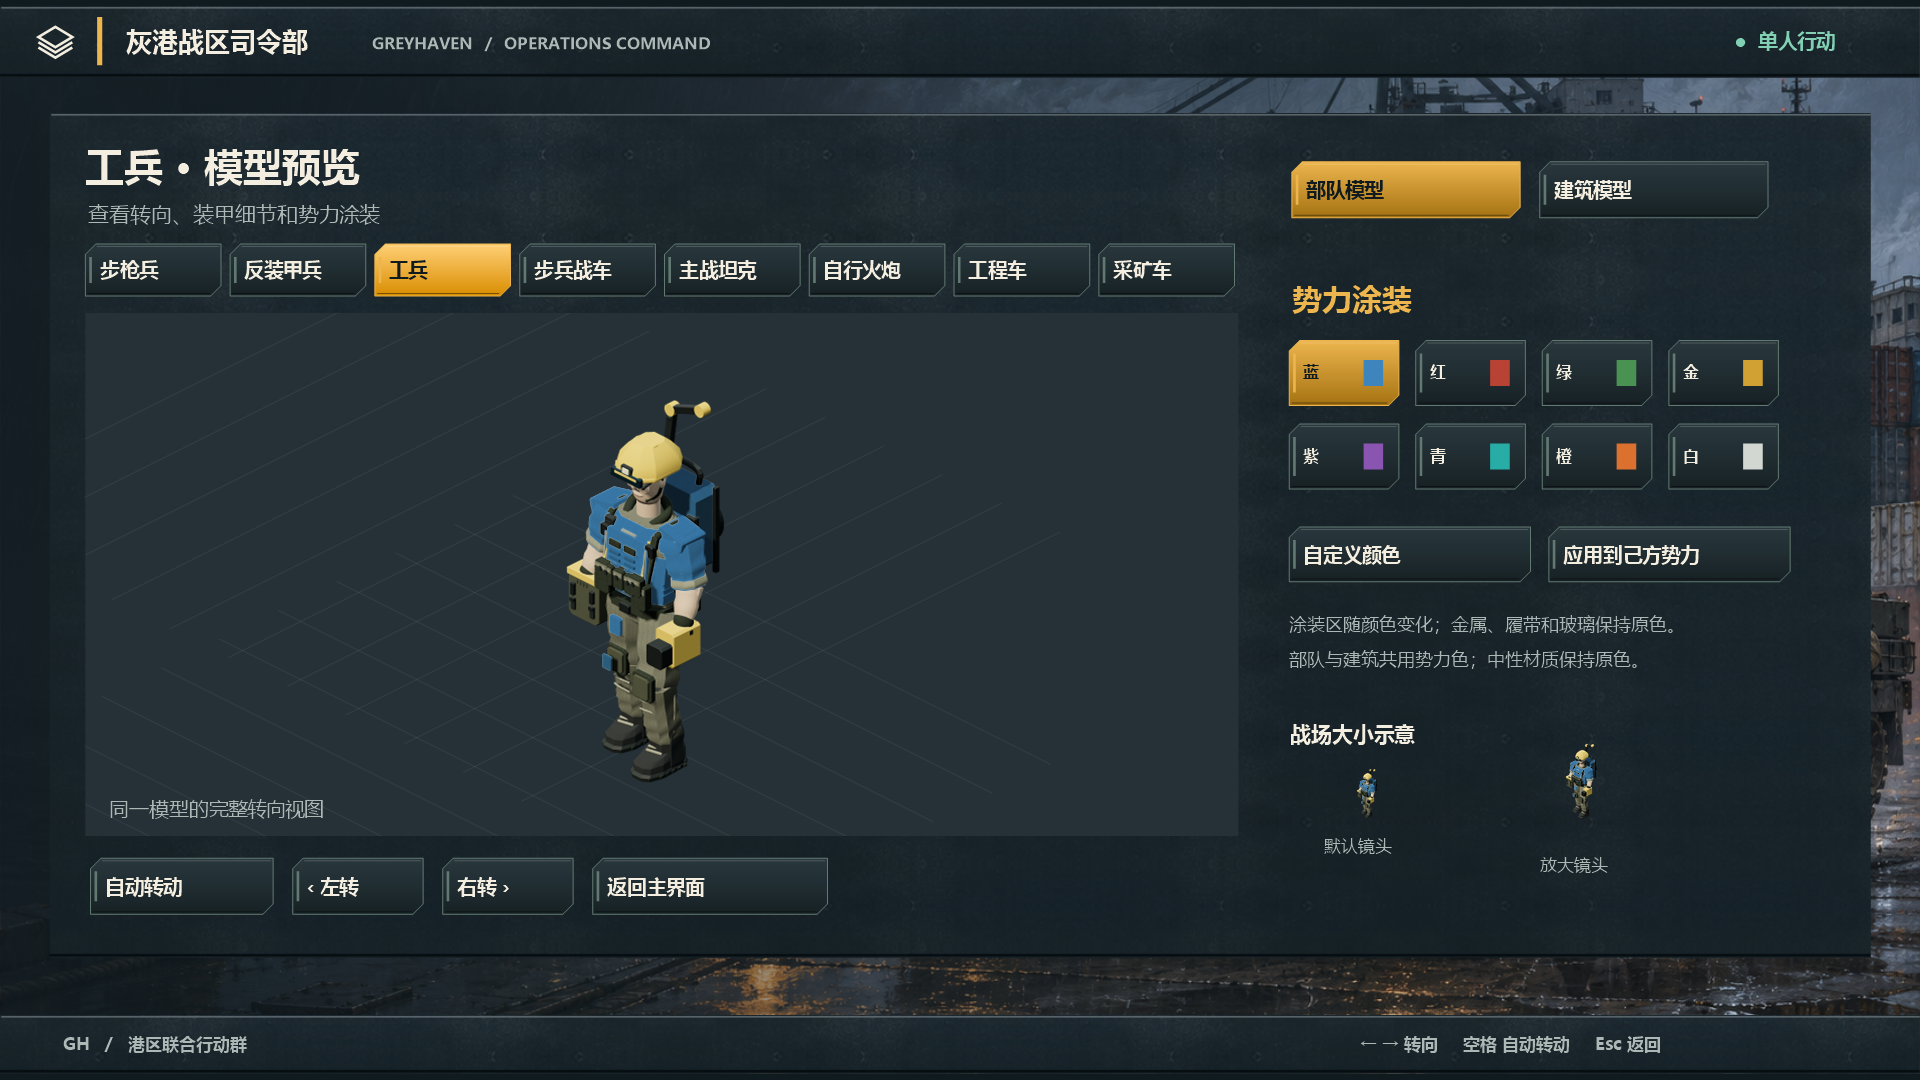 灰港战区司令部
GREYHAVEN / OPERATIONS COMMAND
单人行动
工兵·模型预览
查看转向、装甲细节和势力涂装
步枪兵
反装甲兵
工兵
步兵战车
主战坦克
自行火炮
工程车
采矿车
同一模型的完整转向视图
自动转动
‹ 左转
右转 ›
返回主界面
部队模型
建筑模型
势力涂装
蓝
红
绿
金
紫
青
橙
白
自定义颜色
应用到己方势力
涂装区随颜色变化；金属、履带和玻璃保持原色。
部队与建筑共用势力色；中性材质保持原色。
战场大小示意
默认镜头
放大镜头
GH / 港区联合行动群
←→ 转向 空格 自动转动 Esc 返回